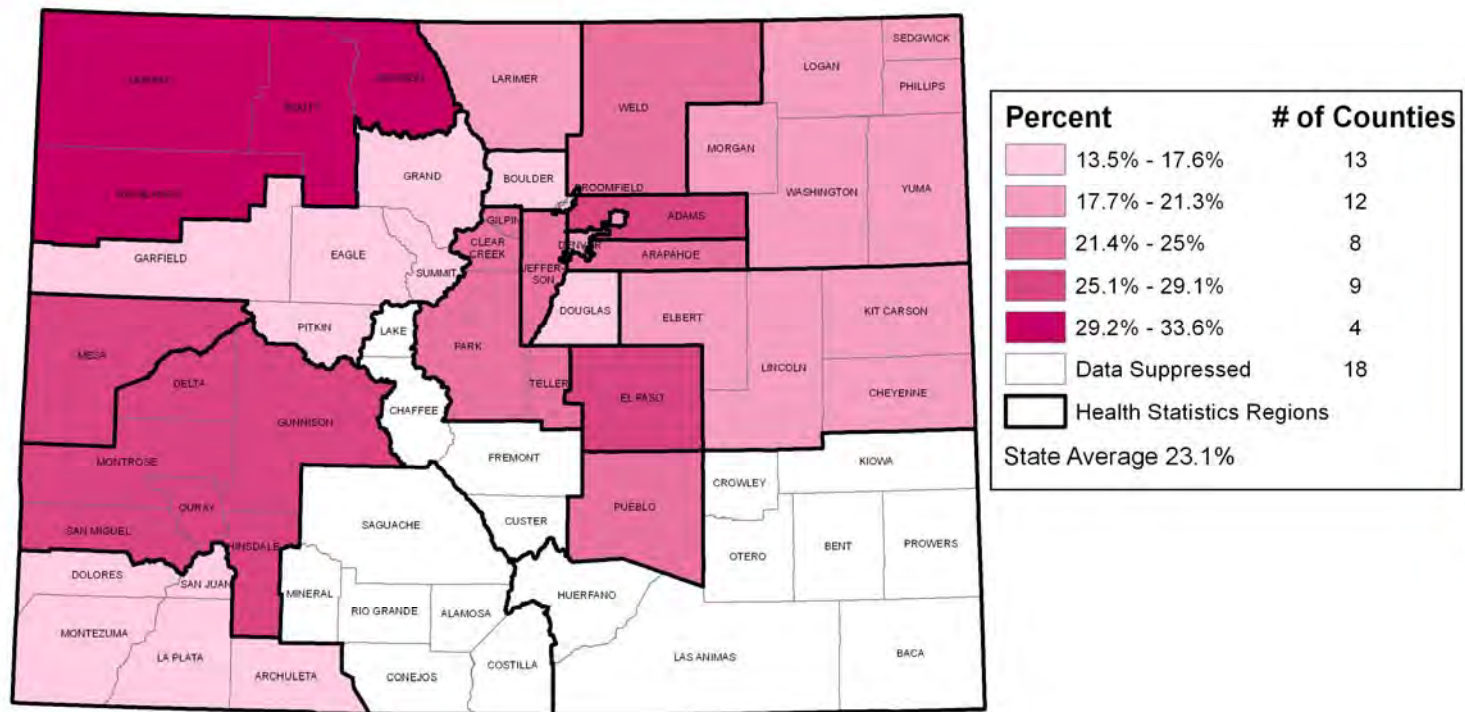 SEDGWICK
LOGAN
LARIMER
PHILLIPS
MOFFAT
JACKSON
ROUTT
WELD
MORGAN
GRAND
BOULDER
BROOMFIELD
WASHINGTON
YUMA
RIO BLANCO
GILPIN
ADAMS
CLEAR
CREEK
DENVER
ARAPAHOE
GARFIELD
EAGLE
SUMMIT
JEFFER-
SON
DOUGLAS
ELBERT
KIT CARSON
PITKIN
LAKE
PARK
LINCOLN
MESA
DELTA
TELLER
EL PASO
CHEYENNE
CHAFFEE
GUNNISON
FREMONT
KIOWA
MONTROSE
CROWLEY
OURAY
PUEBLO
SAN MIGUEL
SAGUACHE
CUSTER
HINSDALE
OTERO
BENT
PROWERS
DOLORES
SAN JUAN
MINERAL
RIO GRANDE
ALAMOSA
HUERFANO
MONTEZUMA
LA PLATA
ARCHULETA
CONEJOS
COSTILLA
LAS ANIMAS
BACA
Percent # of Counties
13.5% - 17.6% 13
17.7% - 21.3% 12
21.4% - 25% 8
25.1% - 29.1% 9
29.2% - 33.6% 4
Data Suppressed 18
Health Statistics Regions
State Average 23.1%